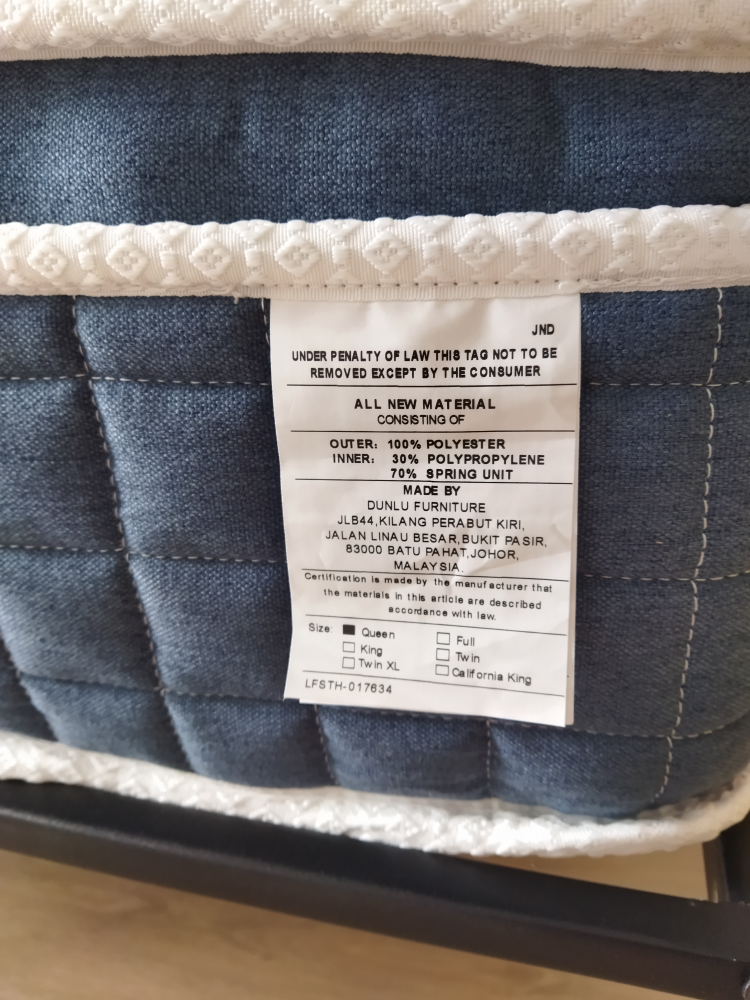 JND
UNDER PENALTY OF LAW THIS TAG NOT TO BE
REMOVED EXCEPT BY THE CONSUMER
ALL NEW MATERIAL
CONSISTING OF
OUTER: 100% POLYESTER
INNER: 30% POLYPROPYLENE
70% SPRING UNIT
MADE BY
DUNLU FURNITURE
JLB44,KILANG PERABUT KIRI,
JALAN LINAU BESAR,BUKIT PASIR,
83000 BATU PAHAT,JOHOR,
MALAYSIA.
Certification is made by the manufacturer that
the materials in this article are described
accordance with law.
Size: ■ Queen □ Full
□ King □ Twin
□ Twin XL □ California King
LFSTH-017634